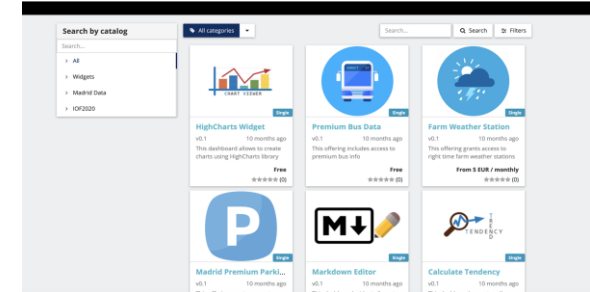 Search by catalog
Search...
All
Widgets
Madrid Data
IOF2020
All categories
Search...
Search
Filters
CHART VIEWER
Single
HighCharts Widget
v0.1 10 months ago
This dashboard allows to create
charts using HighCharts library
Free
(0)
Single
Premium Bus Data
v0.1 10 months ago
This offering includes access to
premium bus info
Free
(0)
Single
Farm Weather Station
v0.1 10 months ago
This offering grants access to
right time farm weather stations
From 5 EUR / monthly
(0)
P
Single
Madrid Premium Parki...
v0.1 10 months ago
M
Single
Markdown Editor
v0.1 10 months ago
TREND
TENDENCY
Single
Calculate Tendency
v0.1 10 months ago